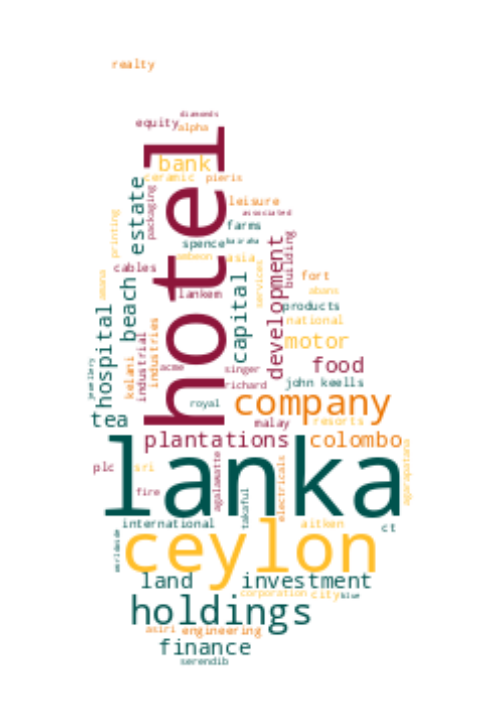 realty
diamonds
equity
alpha
bank
ceramic
pieris
hotel
estate
packaging
leisure
associated
printing
farms
spence
kairaha
ambeon
asia
cables
development
building
services
fort
abans
amana
beach
lankem
capital
products
national
hospital
motor
industrial
industries
kelani
jewellery
acme
singer
food
richard
john keells
royal
company
tea
malay
resorts
plantations
colombo
plc
sri
agalawatte
electricals
agarapatana
lanka
fire
takaful
international
aitken
ct
ceylon
land
investment
corporation
city
blue
holdings
asiri
engineering
finance
serendib